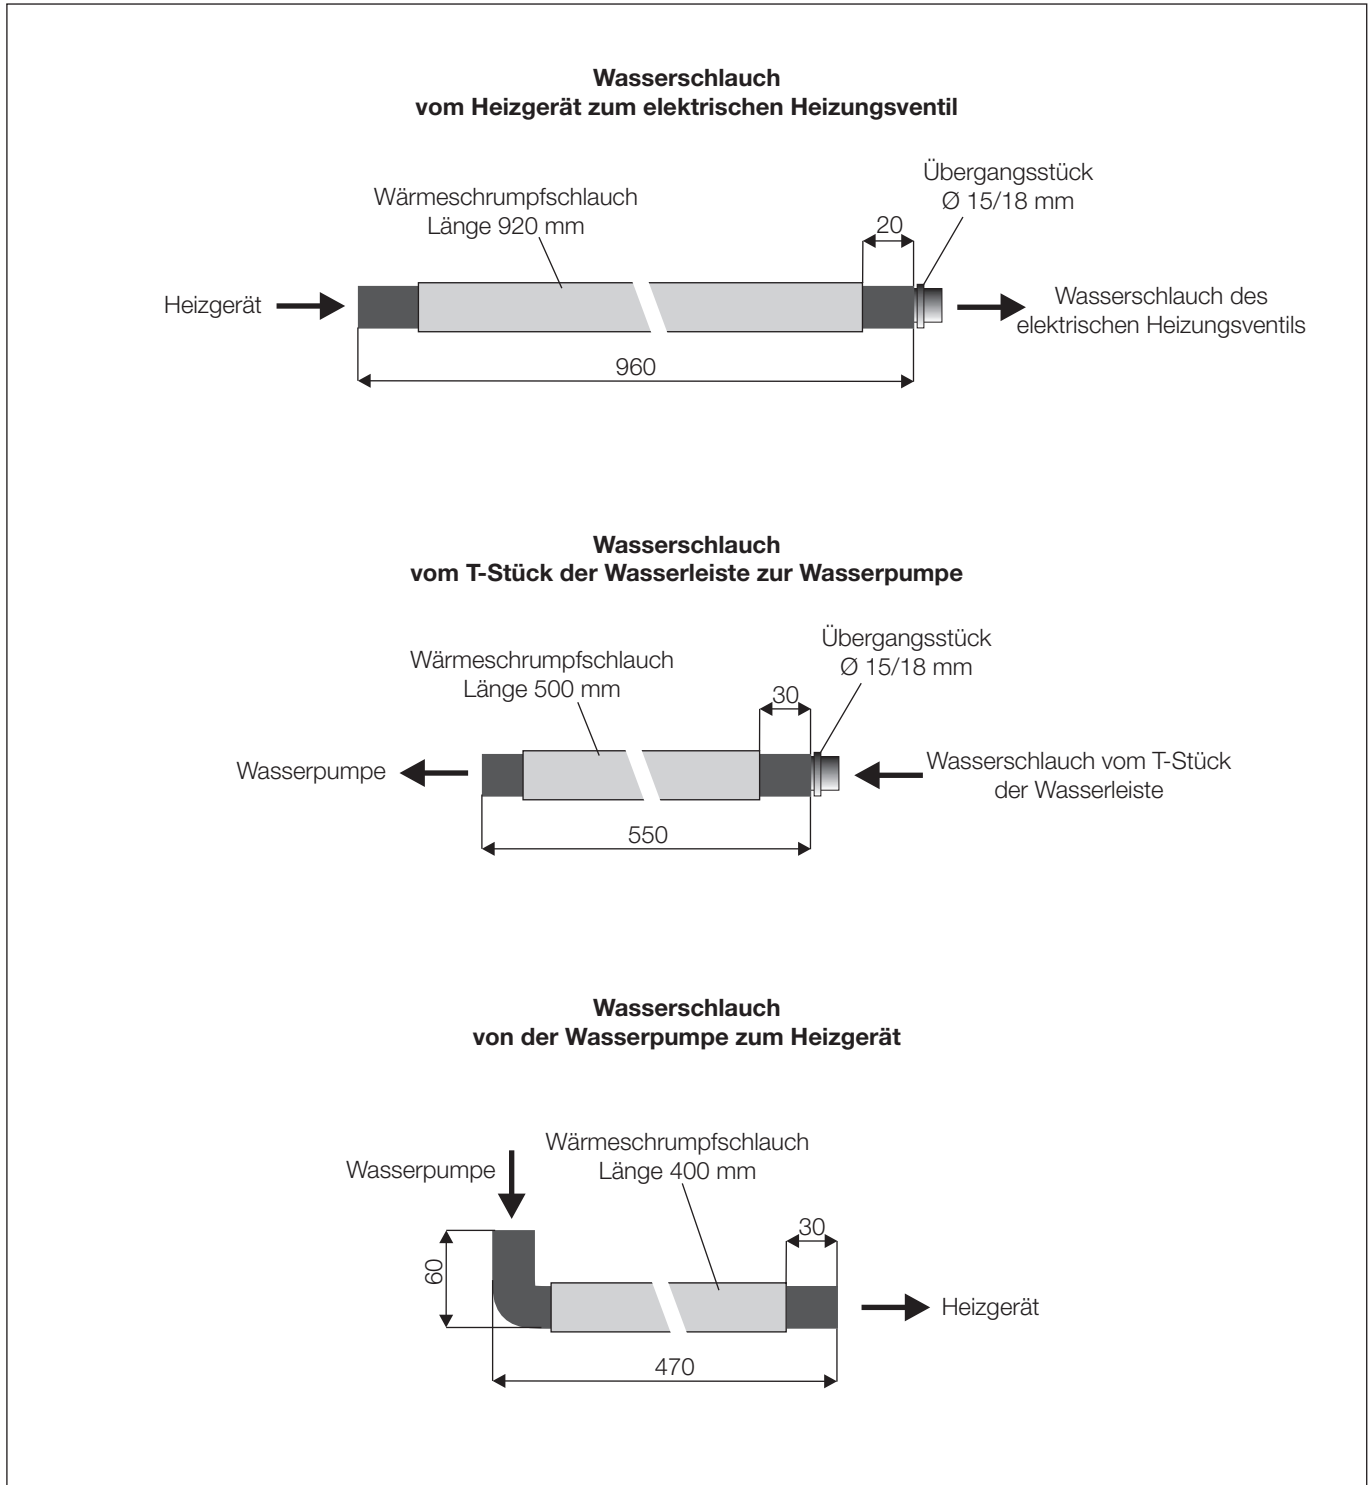 Wasserschlauch
vom Heizgerät zum elektrischen Heizungsventil
Übergangsstück
Ø 15/18 mm
Wärmeschrumpfschlauch
Länge 920 mm
20
Heizgerät
Wasserschlauch des
elektrischen Heizungsventils
960
Wasserschlauch
vom T-Stück der Wasserleiste zur Wasserpumpe
Übergangsstück
Ø 15/18 mm
Wärmeschrumpfschlauch
Länge 500 mm
30
Wasserpumpe
Wasserschlauch vom T-Stück
der Wasserleiste
550
Wasserschlauch
von der Wasserpumpe zum Heizgerät
Wärmeschrumpfschlauch
Länge 400 mm
Wasserpumpe
30
60
Heizgerät
470